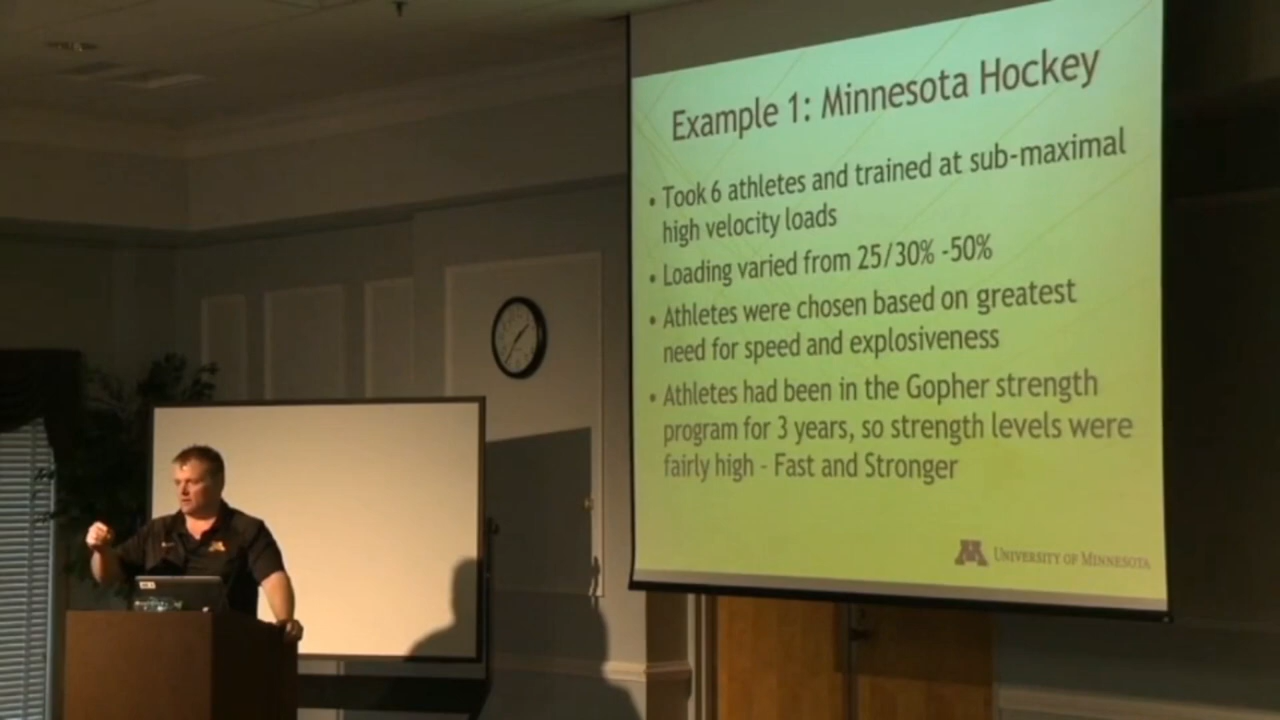 Example 1: Minnesota Hockey
• Took 6 athletes and trained at sub-maximal
high velocity loads
• Loading varied from 25/30% -50%
• Athletes were chosen based on greatest
need for speed and explosiveness
• Athletes had been in the Gopher strength
program for 3 years, so strength levels were
fairly high - Fast and Stronger
M UNIVERSITY OF MINNESOTA